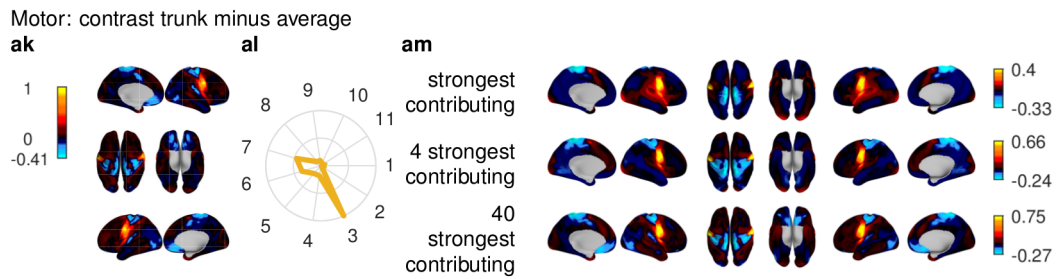 Motor: contrast trunk minus average
ak
al
am
1
0
-0.41
9
10
8
11
7
1
6
2
5
4
3
strongest
contributing
0.4
-0.33
4 strongest
contributing
0.66
-0.24
40
strongest
contributing
0.75
-0.27